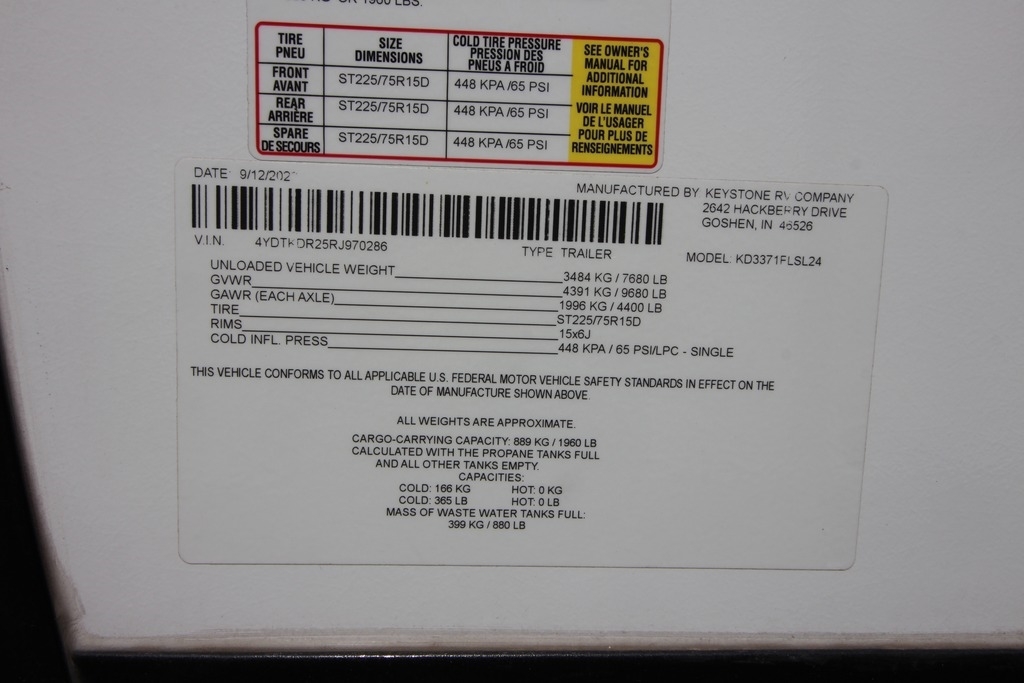 1960 LBS.
TIRE PNEU SIZE DIMENSIONS COLD TIRE PRESSURE PRESSION DES PNEUS A FROID
FRONT AVANT ST225/75R15D 448 KPA /65 PSI
REAR ARRIÈRE ST225/75R15D 448 KPA /65 PSI
SPARE DE SECOURS ST225/75R15D 448 KPA /65 PSI
SEE OWNER'S
MANUAL FOR
ADDITIONAL
INFORMATION
VOIR LE MANUEL
DE L'USAGER
POUR PLUS DE
RENSEIGNEMENTS
DATE:
MANUFACTURED BY KEYSTONE RV COMPANY
2642 HACKBERRY DRIVE
GOSHEN, IN 46526
V.I.N. TYPE TRAILER MODEL: KD3371FLSL24
UNLOADED VEHICLE WEIGHT 3484 KG / 7680 LB
GVWR 4391 KG / 9680 LB
GAWR (EACH AXLE) 1996 KG / 4400 LB
TIRE ST225/75R15D
RIMS 15x6J
COLD INFL. PRESS 448 KPA / 65 PSI/LPC - SINGLE
THIS VEHICLE CONFORMS TO ALL APPLICABLE U.S. FEDERAL MOTOR VEHICLE SAFETY STANDARDS IN EFFECT ON THE
DATE OF MANUFACTURE SHOWN ABOVE.
ALL WEIGHTS ARE APPROXIMATE.
CARGO-CARRYING CAPACITY: 889 KG / 1960 LB
CALCULATED WITH THE PROPANE TANKS FULL
AND ALL OTHER TANKS EMPTY.
CAPACITIES:
COLD: 166 KG HOT: 0 KG
COLD: 365 LB HOT: 0 LB
MASS OF WASTE WATER TANKS FULL:
399 KG / 880 LB